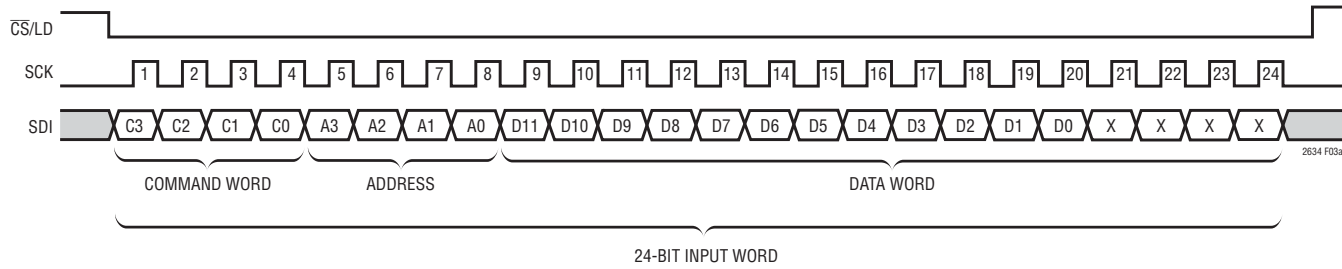 CS/LD
SCK 1 2 3 4 5 6 7 8 9 10 11 12 13 14 15 16 17 18 19 20 21 22 23 24
SDI C3 C2 C1 C0 A3 A2 A1 A0 D11 D10 D9 D8 D7 D6 D5 D4 D3 D2 D1 D0 X X X X
2634 F03a
COMMAND WORD ADDRESS DATA WORD
24-BIT INPUT WORD